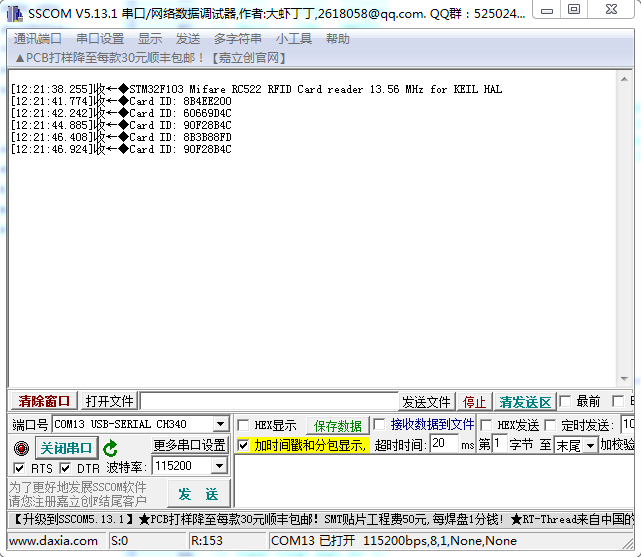 SSCOM V5.13.1 串口/网络数据调试器,作者:大虾丁丁,2618058@qq.com. QQ群：525024...
通讯端口 串口设置 显示 发送 多字符串 小工具 帮助
▲PCB打样降至每款30元顺丰包邮！【嘉立创官网】
[12:21:38.255]收←◆STM32F103 Mifare RC522 RFID Card reader 13.56 MHz for KEIL HAL
[12:21:41.774]收←◆Card ID: 8B4EE200
[12:21:42.242]收←◆Card ID: 60669D4C
[12:21:44.885]收←◆Card ID: 90F28B4C
[12:21:46.408]收←◆Card ID: 8B3B88FD
[12:21:46.924]收←◆Card ID: 90F28B4C
清除窗口 打开文件 发送文件 停止 清发送区 最前
端口号 COM13 USB-SERIAL CH340 HEX显示 保存数据 接收数据到文件 HEX发送 定时发送: 10
关闭串口 更多串口设置 加时间戳和分包显示, 超时时间: 20 ms 第 1 字节 至 末尾 加校验
RTS DTR 波特率: 115200
为了更好地发展SSCOM软件
请您注册嘉立创F结尾客户
发 送
【升级到SSCOM5.13.1】★PCB打样降至每款30元顺丰包邮！SMT贴片工程费50元,每焊盘1分钱! ★RT-Thread来自中国的
www.daxia.com S:0 R:153 COM13 已打开 115200bps,8,1,None,None